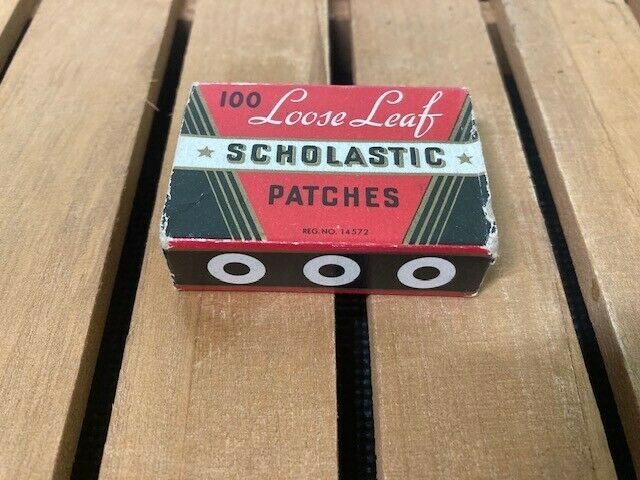 100 Loose Leaf
SCHOLASTIC
PATCHES
REG. NO. 14572